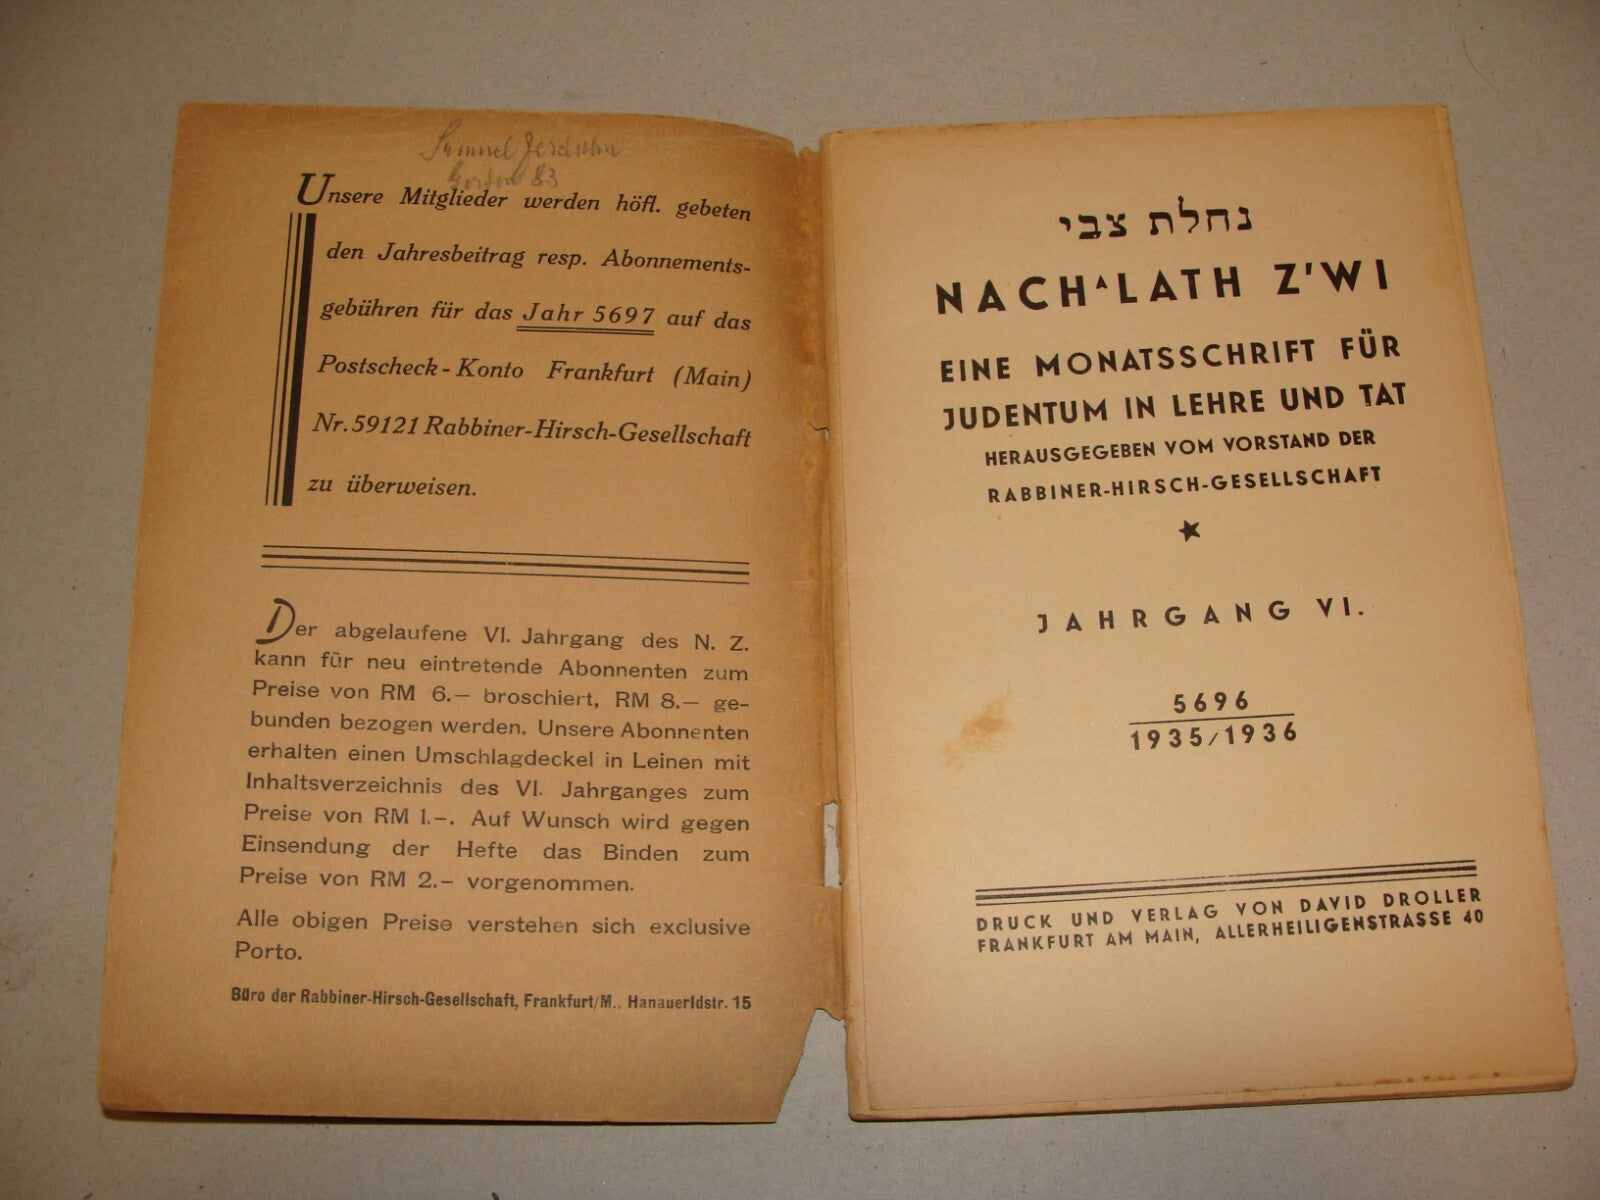 Samuel
83
Unsere Mitglieder werden höfl. gebeten
den Jahresbeitrag resp. Abonnements-
gebühren für das Jahr 5697 auf das
Postscheck-Konto Frankfurt (Main)
Nr. 59121 Rabbiner-Hirsch-Gesellschaft
zu überweisen.
Der abgelaufene VI. Jahrgang des N. Z.
kann für neu eintretende Abonnenten zum
Preise von RM 6.— broschiert, RM 8.— ge-
bunden bezogen werden. Unsere Abonnenten
erhalten einen Umschlagdeckel in Leinen mit
Inhaltsverzeichnis des VI. Jahrganges zum
Preise von RM 1.—. Auf Wunsch wird gegen
Einsendung der Hefte das Binden zum
Preise von RM 2.— vorgenommen.
Alle obigen Preise verstehen sich exclusive
Porto.
Büro der Rabbiner-Hirsch-Gesellschaft, Frankfurt/M., Hanauerldstr. 15
נחלת צבי
NACHᴬLATH Z'WI
EINE MONATSSCHRIFT FÜR
JUDENTUM IN LEHRE UND TAT
HERAUSGEGEBEN VOM VORSTAND DER
RABBINER-HIRSCH-GESELLSCHAFT
★
JAHRGANG VI.
5696
1935/1936
DRUCK UND VERLAG VON DAVID DROLLER
FRANKFURT AM MAIN, ALLERHEILIGENSTRASSE 40